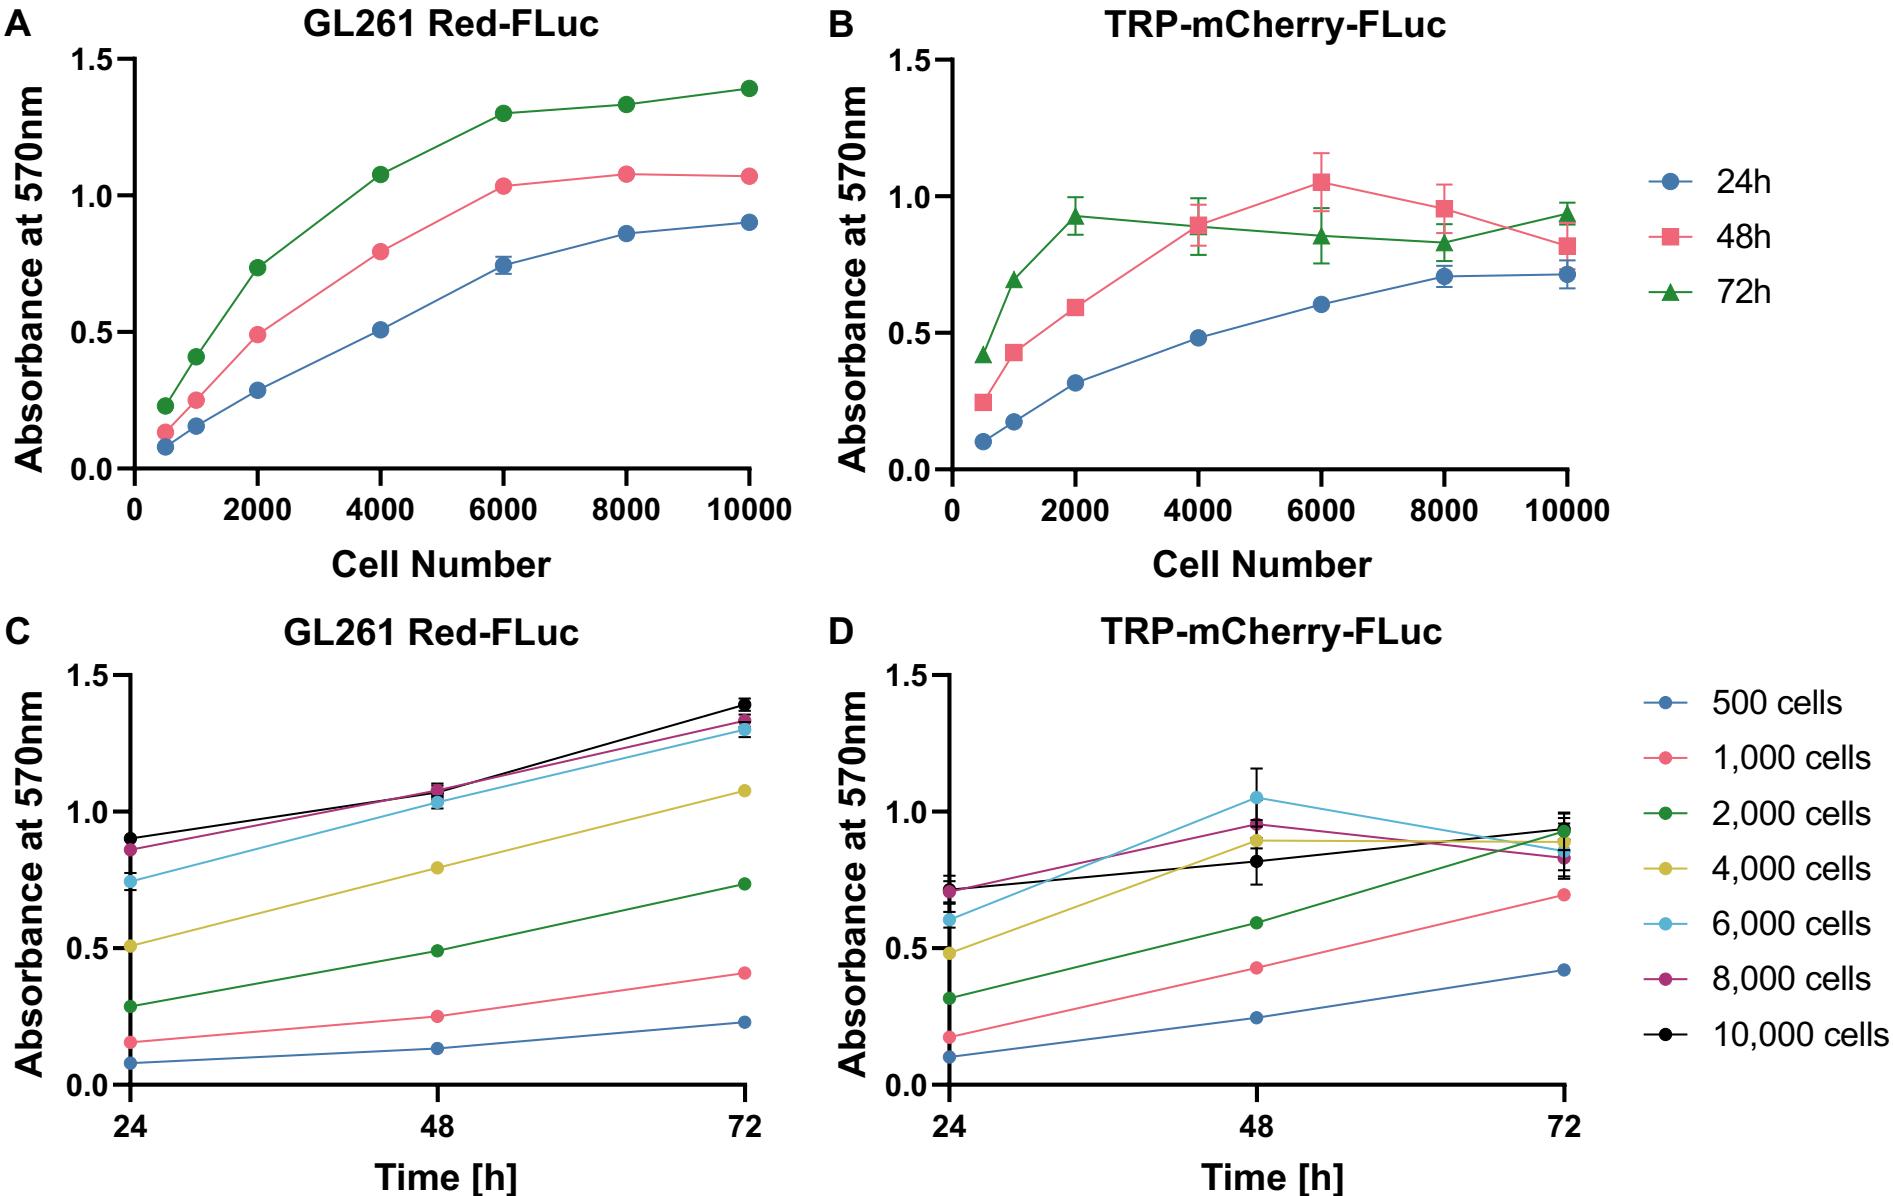 A
GL261 Red-FLuc
Absorbance at 570nm
1.5
1.0
0.5
0.0
0 2000 4000 6000 8000 10000
Cell Number
B
TRP-mCherry-FLuc
Absorbance at 570nm
1.5
1.0
0.5
0.0
0 2000 4000 6000 8000 10000
Cell Number
24h
48h
72h
C
GL261 Red-FLuc
Absorbance at 570nm
1.5
1.0
0.5
0.0
24 48 72
Time [h]
D
TRP-mCherry-FLuc
Absorbance at 570nm
1.5
1.0
0.5
0.0
24 48 72
Time [h]
500 cells
1,000 cells
2,000 cells
4,000 cells
6,000 cells
8,000 cells
10,000 cells